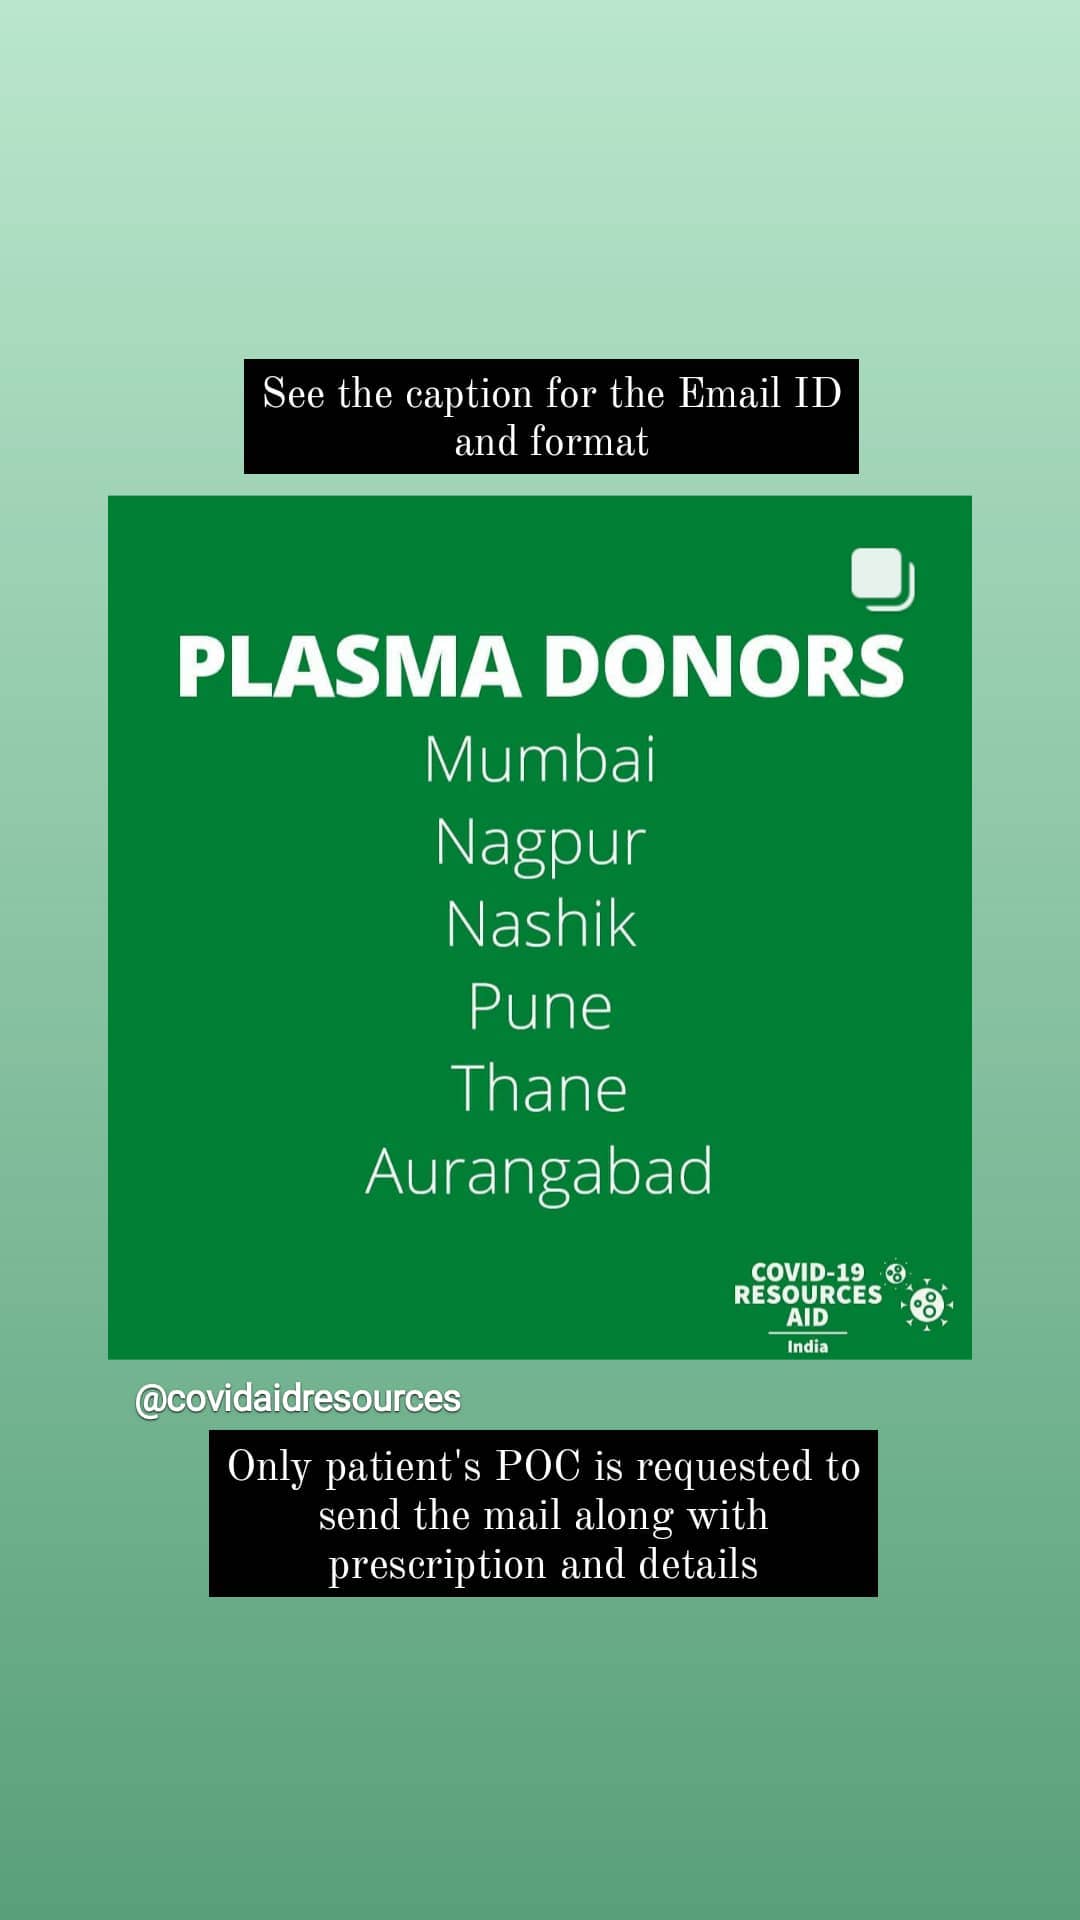 See the caption for the Email ID
and format
PLASMA DONORS
Mumbai
Nagpur
Nashik
Pune
Thane
Aurangabad
COVID-19
RESOURCES
AID
India
@covidaidresources
Only patient's POC is requested to
send the mail along with
prescription and details